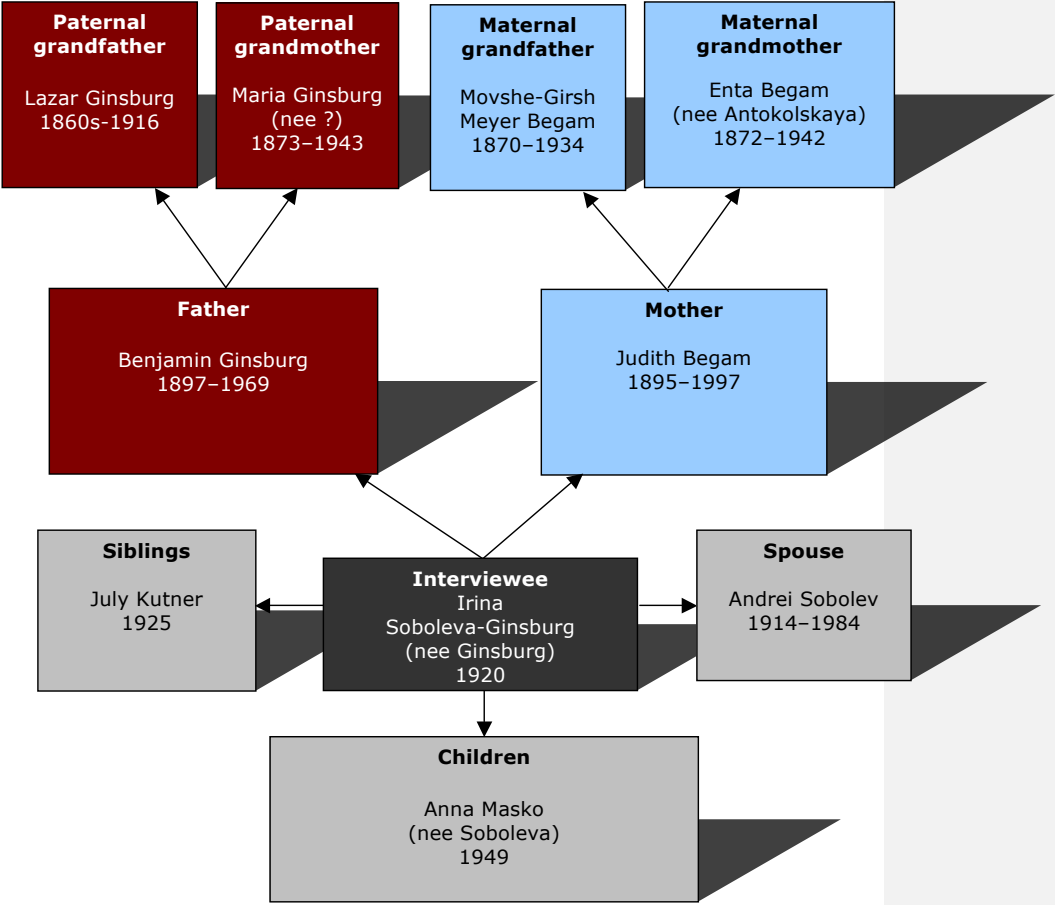 Paternal
grandfather
Lazar Ginsburg
1860s-1916
Paternal
grandmother
Maria Ginsburg
(nee ?)
1873–1943
Maternal
grandfather
Movshe-Girsh
Meyer Begam
1870–1934
Maternal
grandmother
Enta Begam
(nee Antokolskaya)
1872–1942
Father
Benjamin Ginsburg
1897–1969
Mother
Judith Begam
1895–1997
Siblings
July Kutner
1925
Interviewee
Irina
Soboleva-Ginsburg
(nee Ginsburg)
1920
Spouse
Andrei Sobolev
1914–1984
Children
Anna Masko
(nee Soboleva)
1949